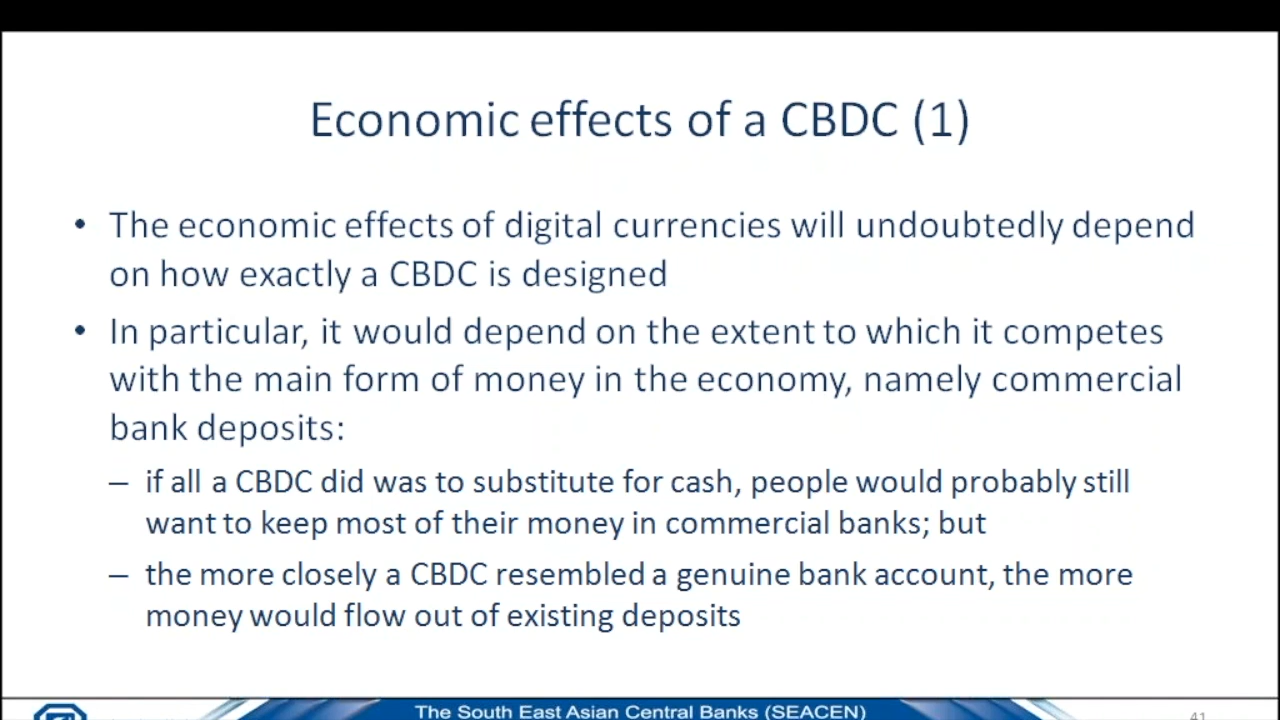 Economic effects of a CBDC (1)
• The economic effects of digital currencies will undoubtedly depend
on how exactly a CBDC is designed
• In particular, it would depend on the extent to which it competes
with the main form of money in the economy, namely commercial
bank deposits:
– if all a CBDC did was to substitute for cash, people would probably still
want to keep most of their money in commercial banks; but
– the more closely a CBDC resembled a genuine bank account, the more
money would flow out of existing deposits
The South East Asian Central Banks (SEACEN)
41